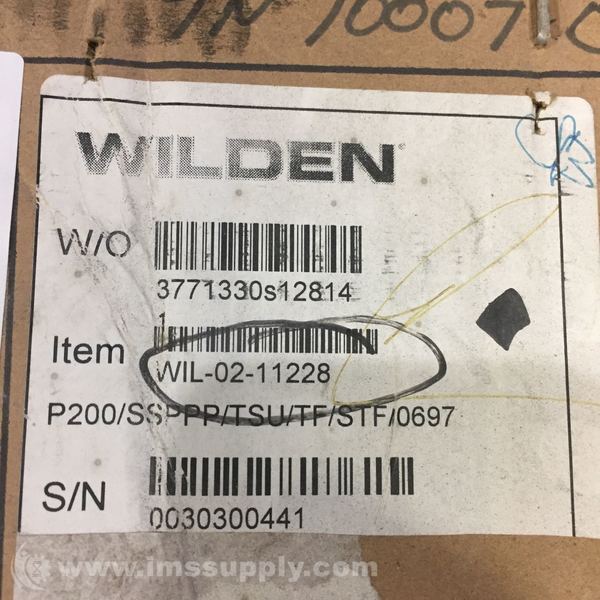 WILDEN
W/O
3771330s12814
1
Item
WIL-02-11228
P200/SSPPP/TSU/TF/STF/0697
S/N
0030300441
www.imssupply.com